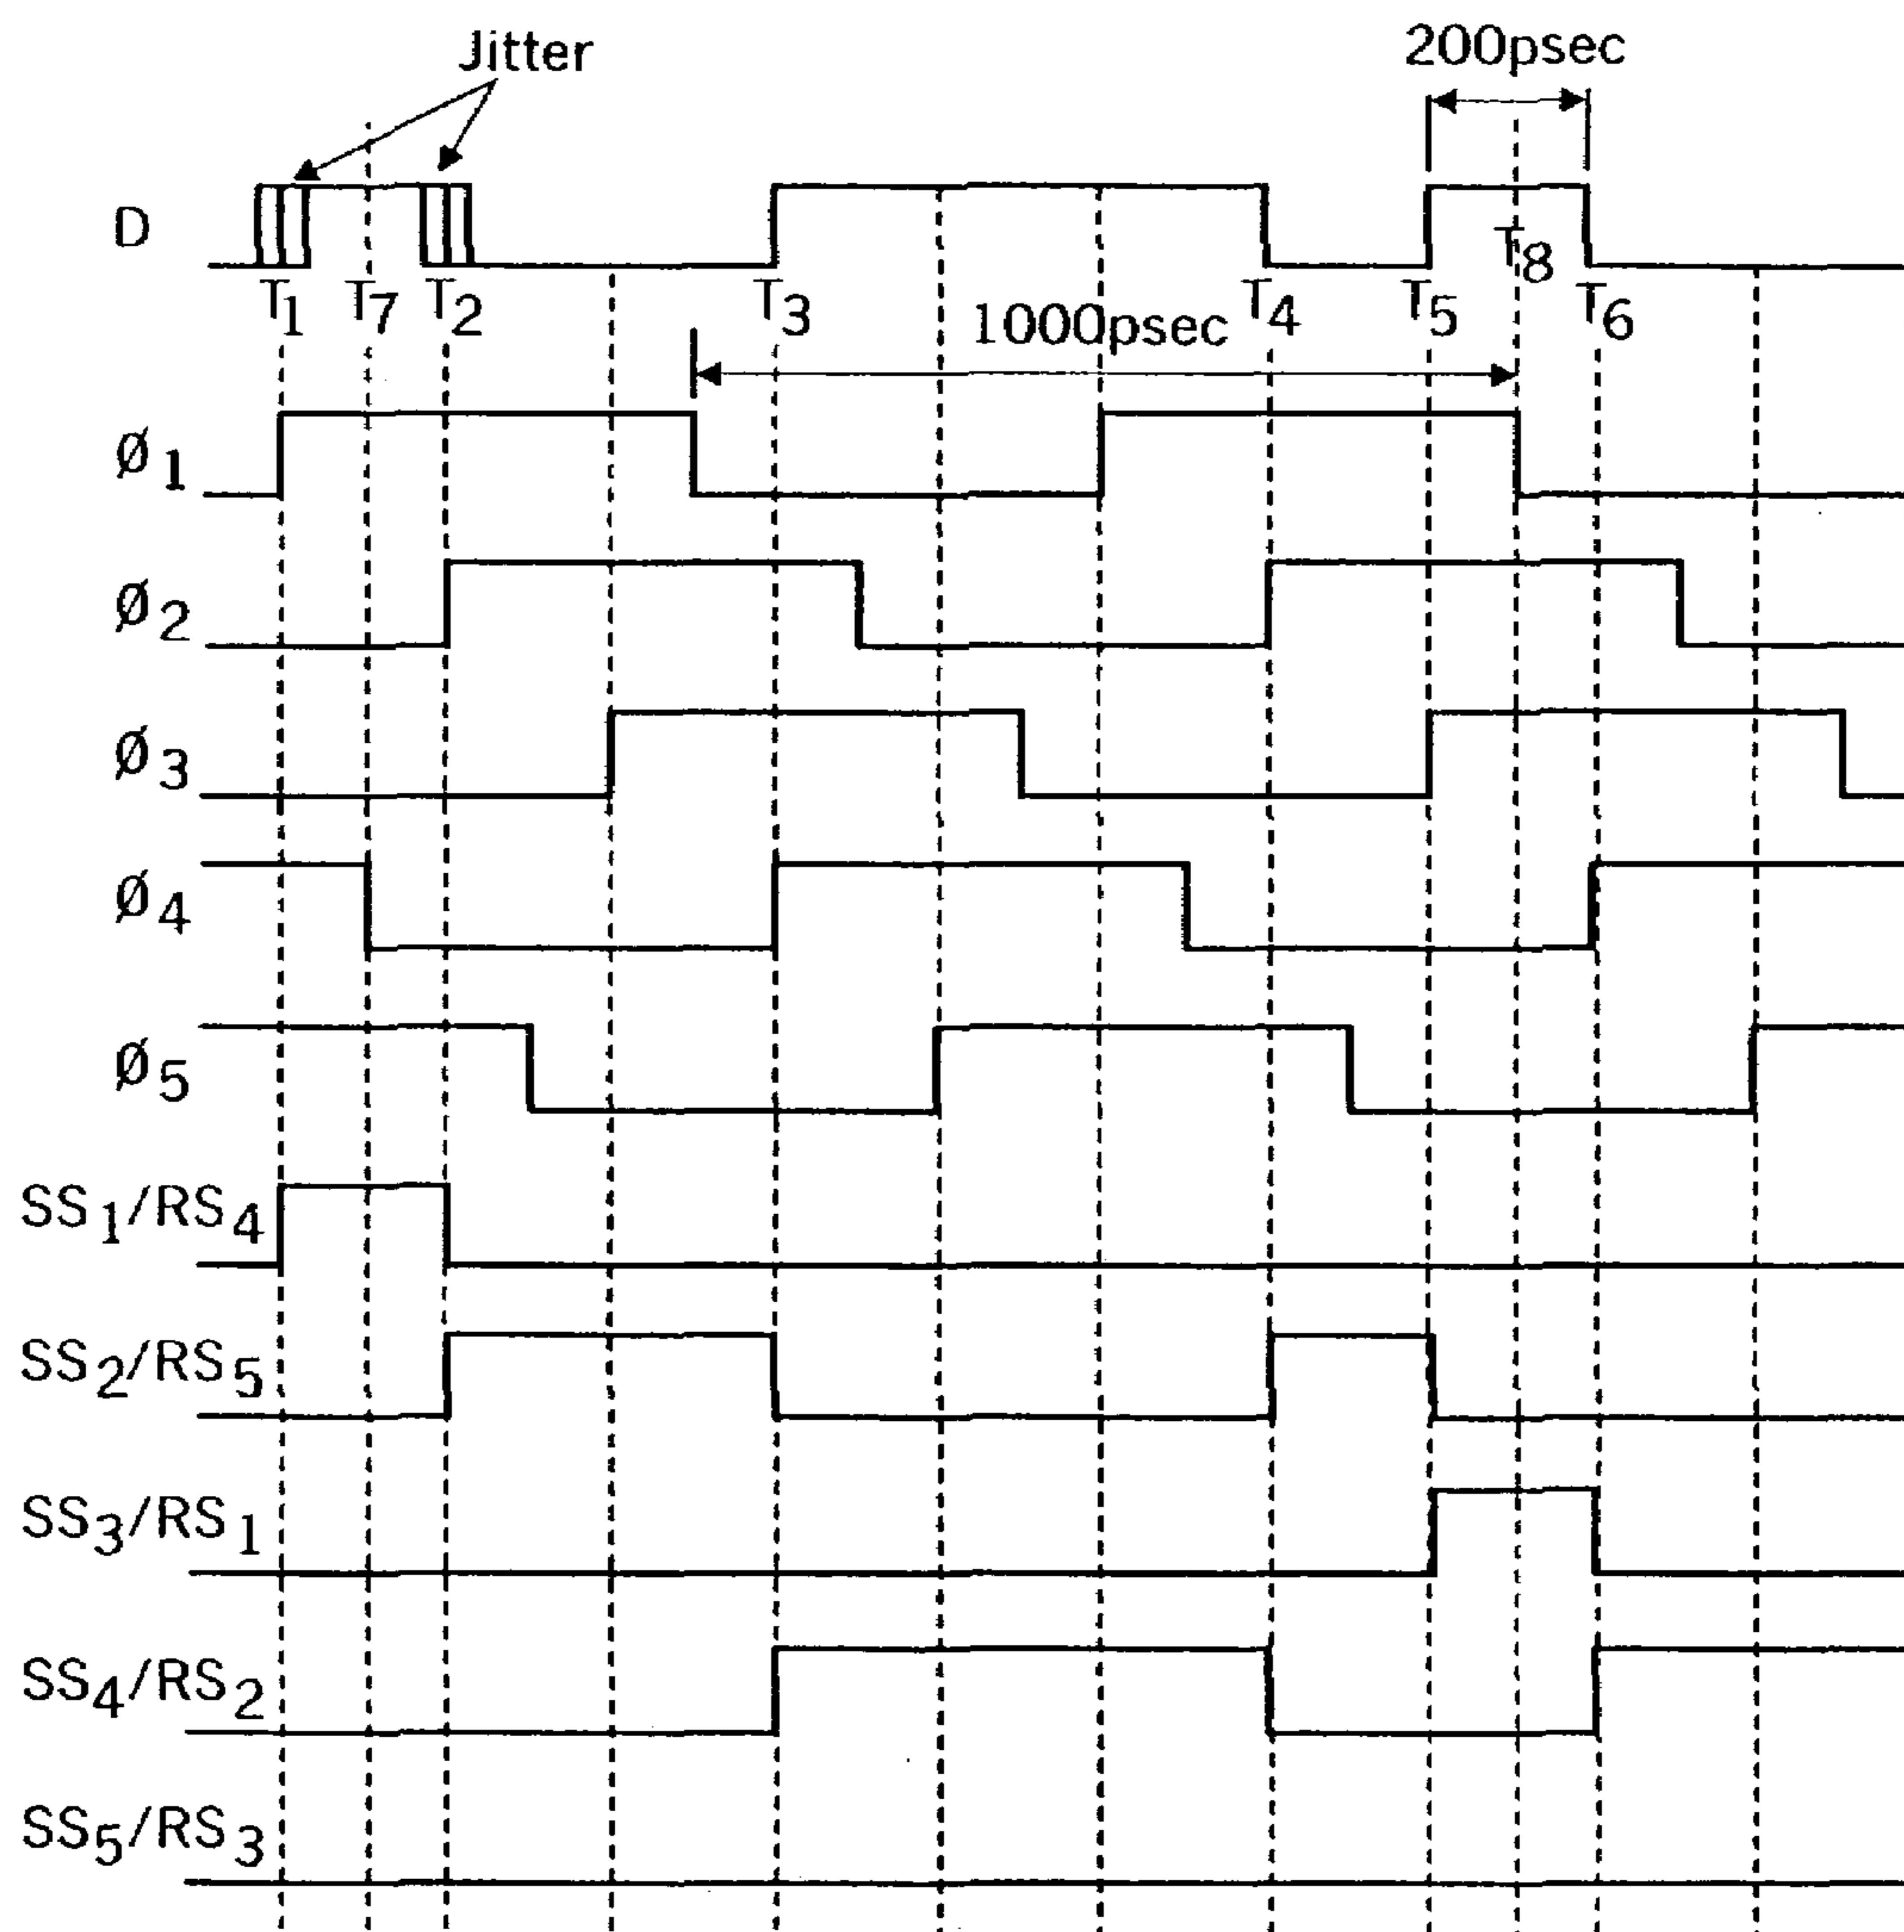 Jitter
200psec
D
T8
T1 T7 T2 T3 T4 T5 T6
1000psec
Ø1
Ø2
Ø3
Ø4
Ø5
SS1/RS4
SS2/RS5
SS3/RS1
SS4/RS2
SS5/RS3